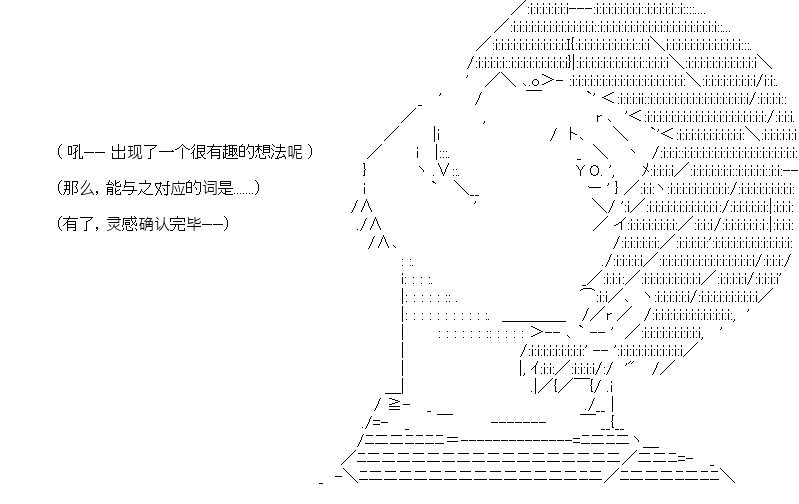 ( 吼—— 出现了一个很有趣的想法呢 )
(那么, 能与之对应的词是.......)
(有了, 灵感确认完毕——)